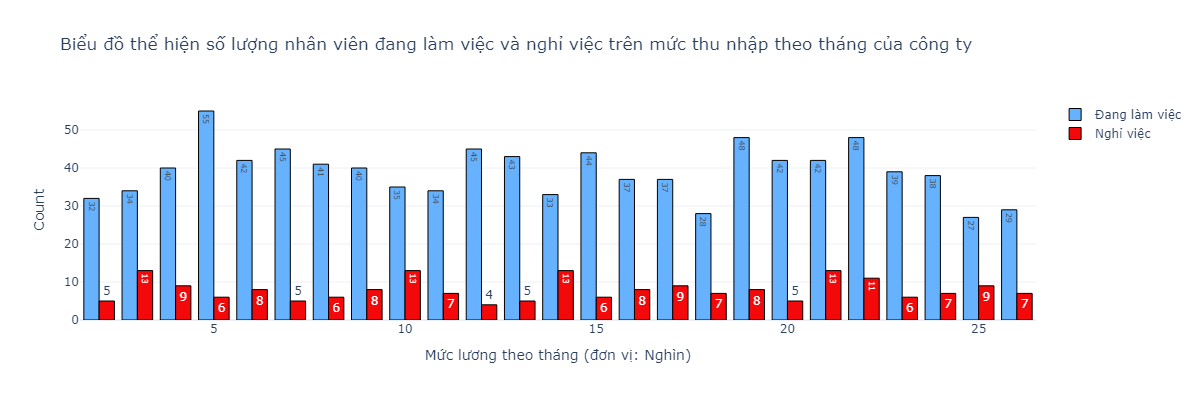 Biểu đồ thể hiện số lượng nhân viên đang làm việc và nghỉ việc trên mức thu nhập theo tháng của công ty
Đang làm việc
Nghỉ việc
Count
50
40
30
20
10
0
32 34 40 55 42 45 41 40 35 34 45 43 33 44 37 37 28 48 42 42 48 39 38 27 29
5 13 9 6 8 5 6 8 13 7 4 5 13 6 8 9 7 8 5 13 11 6 7 9 7
5 10 15 20 25
Mức lương theo tháng (đơn vị: Nghìn)